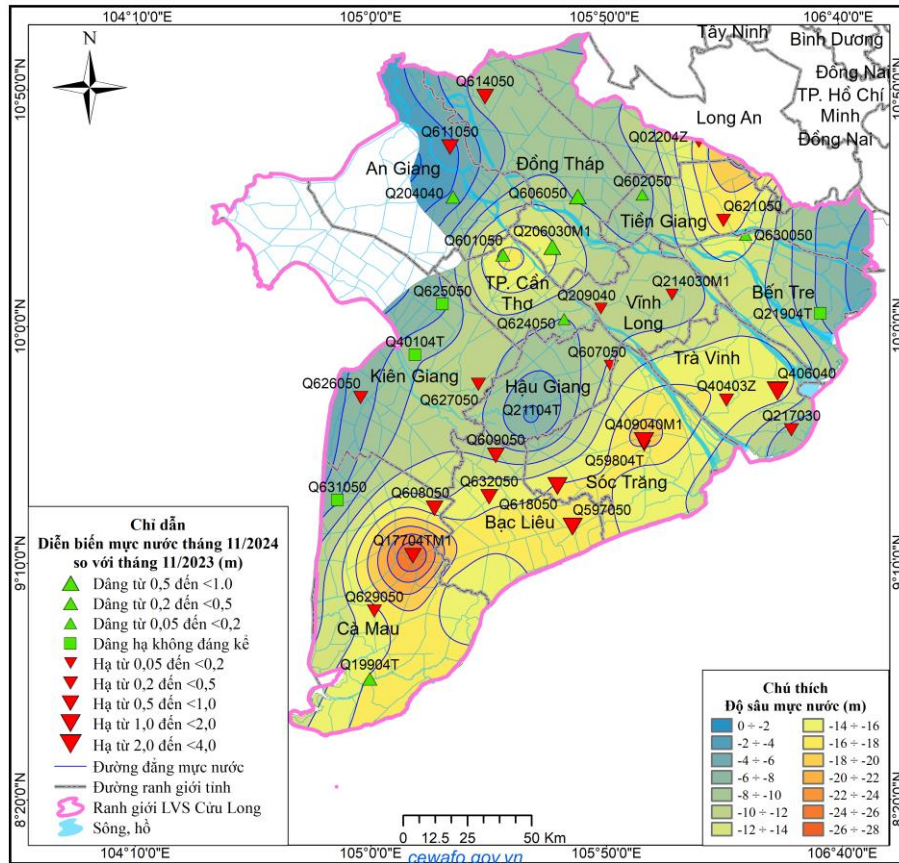 104°10'0"E 105°0'0"E 105°50'0"E 106°40'0"E
N
10°50'0"N
10°0'0"N
9°10'0"N
8°20'0"N
10°50'0"N
10°0'0"N
9°10'0"N
8°20'0"N
Tây Ninh
Bình Dương
Đồng Nai
TP. Hồ Chí
Minh
Đồng Nai
Long An
Q614050
Q02204Z
Q611050
An Giang
Đồng Tháp
Q204040
Q606050
Q602050
Q621050
Tiền Giang
Q630050
Q601050
Q206030M1
TP. Cần
Thơ
Q625050
Q209040
Q214030M1
Vĩnh
Long
Bến Tre
Q21904T
Q624050
Q40104T
Kiên Giang
Q607050
Trà Vinh
Q406040
Q626050
Q627050
Hậu Giang
Q21104T
Q40403Z
Q217030
Q409040M1
Q609050
Q59804T
Sóc Trăng
Q631050
Q608050
Q632050
Q618050
Q597050
Bạc Liêu
Q17704TM1
Q629050
Cà Mau
Q19904T
Chỉ dẫn
Diễn biến mực nước tháng 11/2024
so với tháng 11/2023 (m)
Dâng từ 0,5 đến <1.0
Dâng từ 0,2 đến <0,5
Dâng từ 0,05 đến <0,2
Dâng hạ không đáng kể
Hạ từ 0,05 đến <0,2
Hạ từ 0,2 đến <0,5
Hạ từ 0,5 đến <1,0
Hạ từ 1,0 đến <2,0
Hạ từ 2,0 đến <4,0
Đường đẳng mực nước
Đường ranh giới tỉnh
Ranh giới LVS Cửu Long
Sông, hồ
Chú thích
Độ sâu mực nước (m)
0 ÷ -2
-2 ÷ -4
-4 ÷ -6
-6 ÷ -8
-8 ÷ -10
-10 ÷ -12
-12 ÷ -14
-14 ÷ -16
-16 ÷ -18
-18 ÷ -20
-20 ÷ -22
-22 ÷ -24
-24 ÷ -26
-26 ÷ -28
0 12.5 25 50 Km
cewafo.gov.vn
104°10'0"E 105°0'0"E 105°50'0"E 106°40'0"E